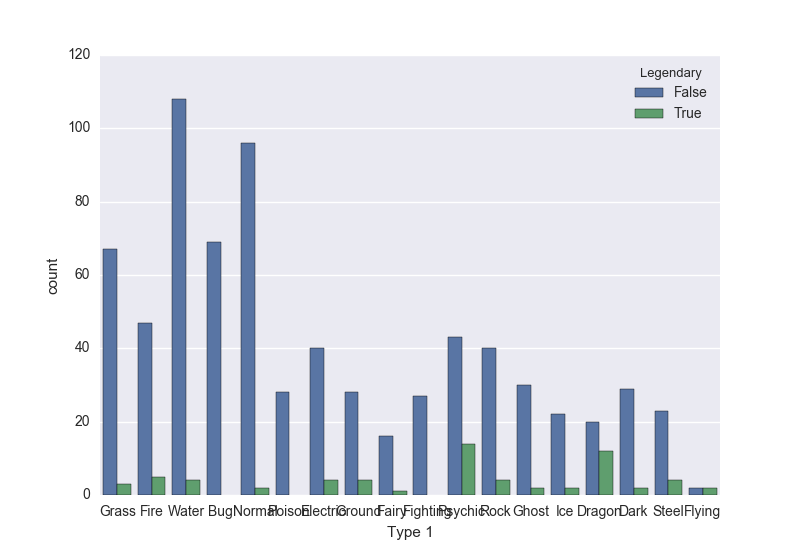 120
100
80
60
40
20
0
count
Legendary
False
True
Grass Fire Water Bug Normal Poison Electric Ground Fairy Fighting Psychic Rock Ghost Ice Dragon Dark Steel Flying
Type 1